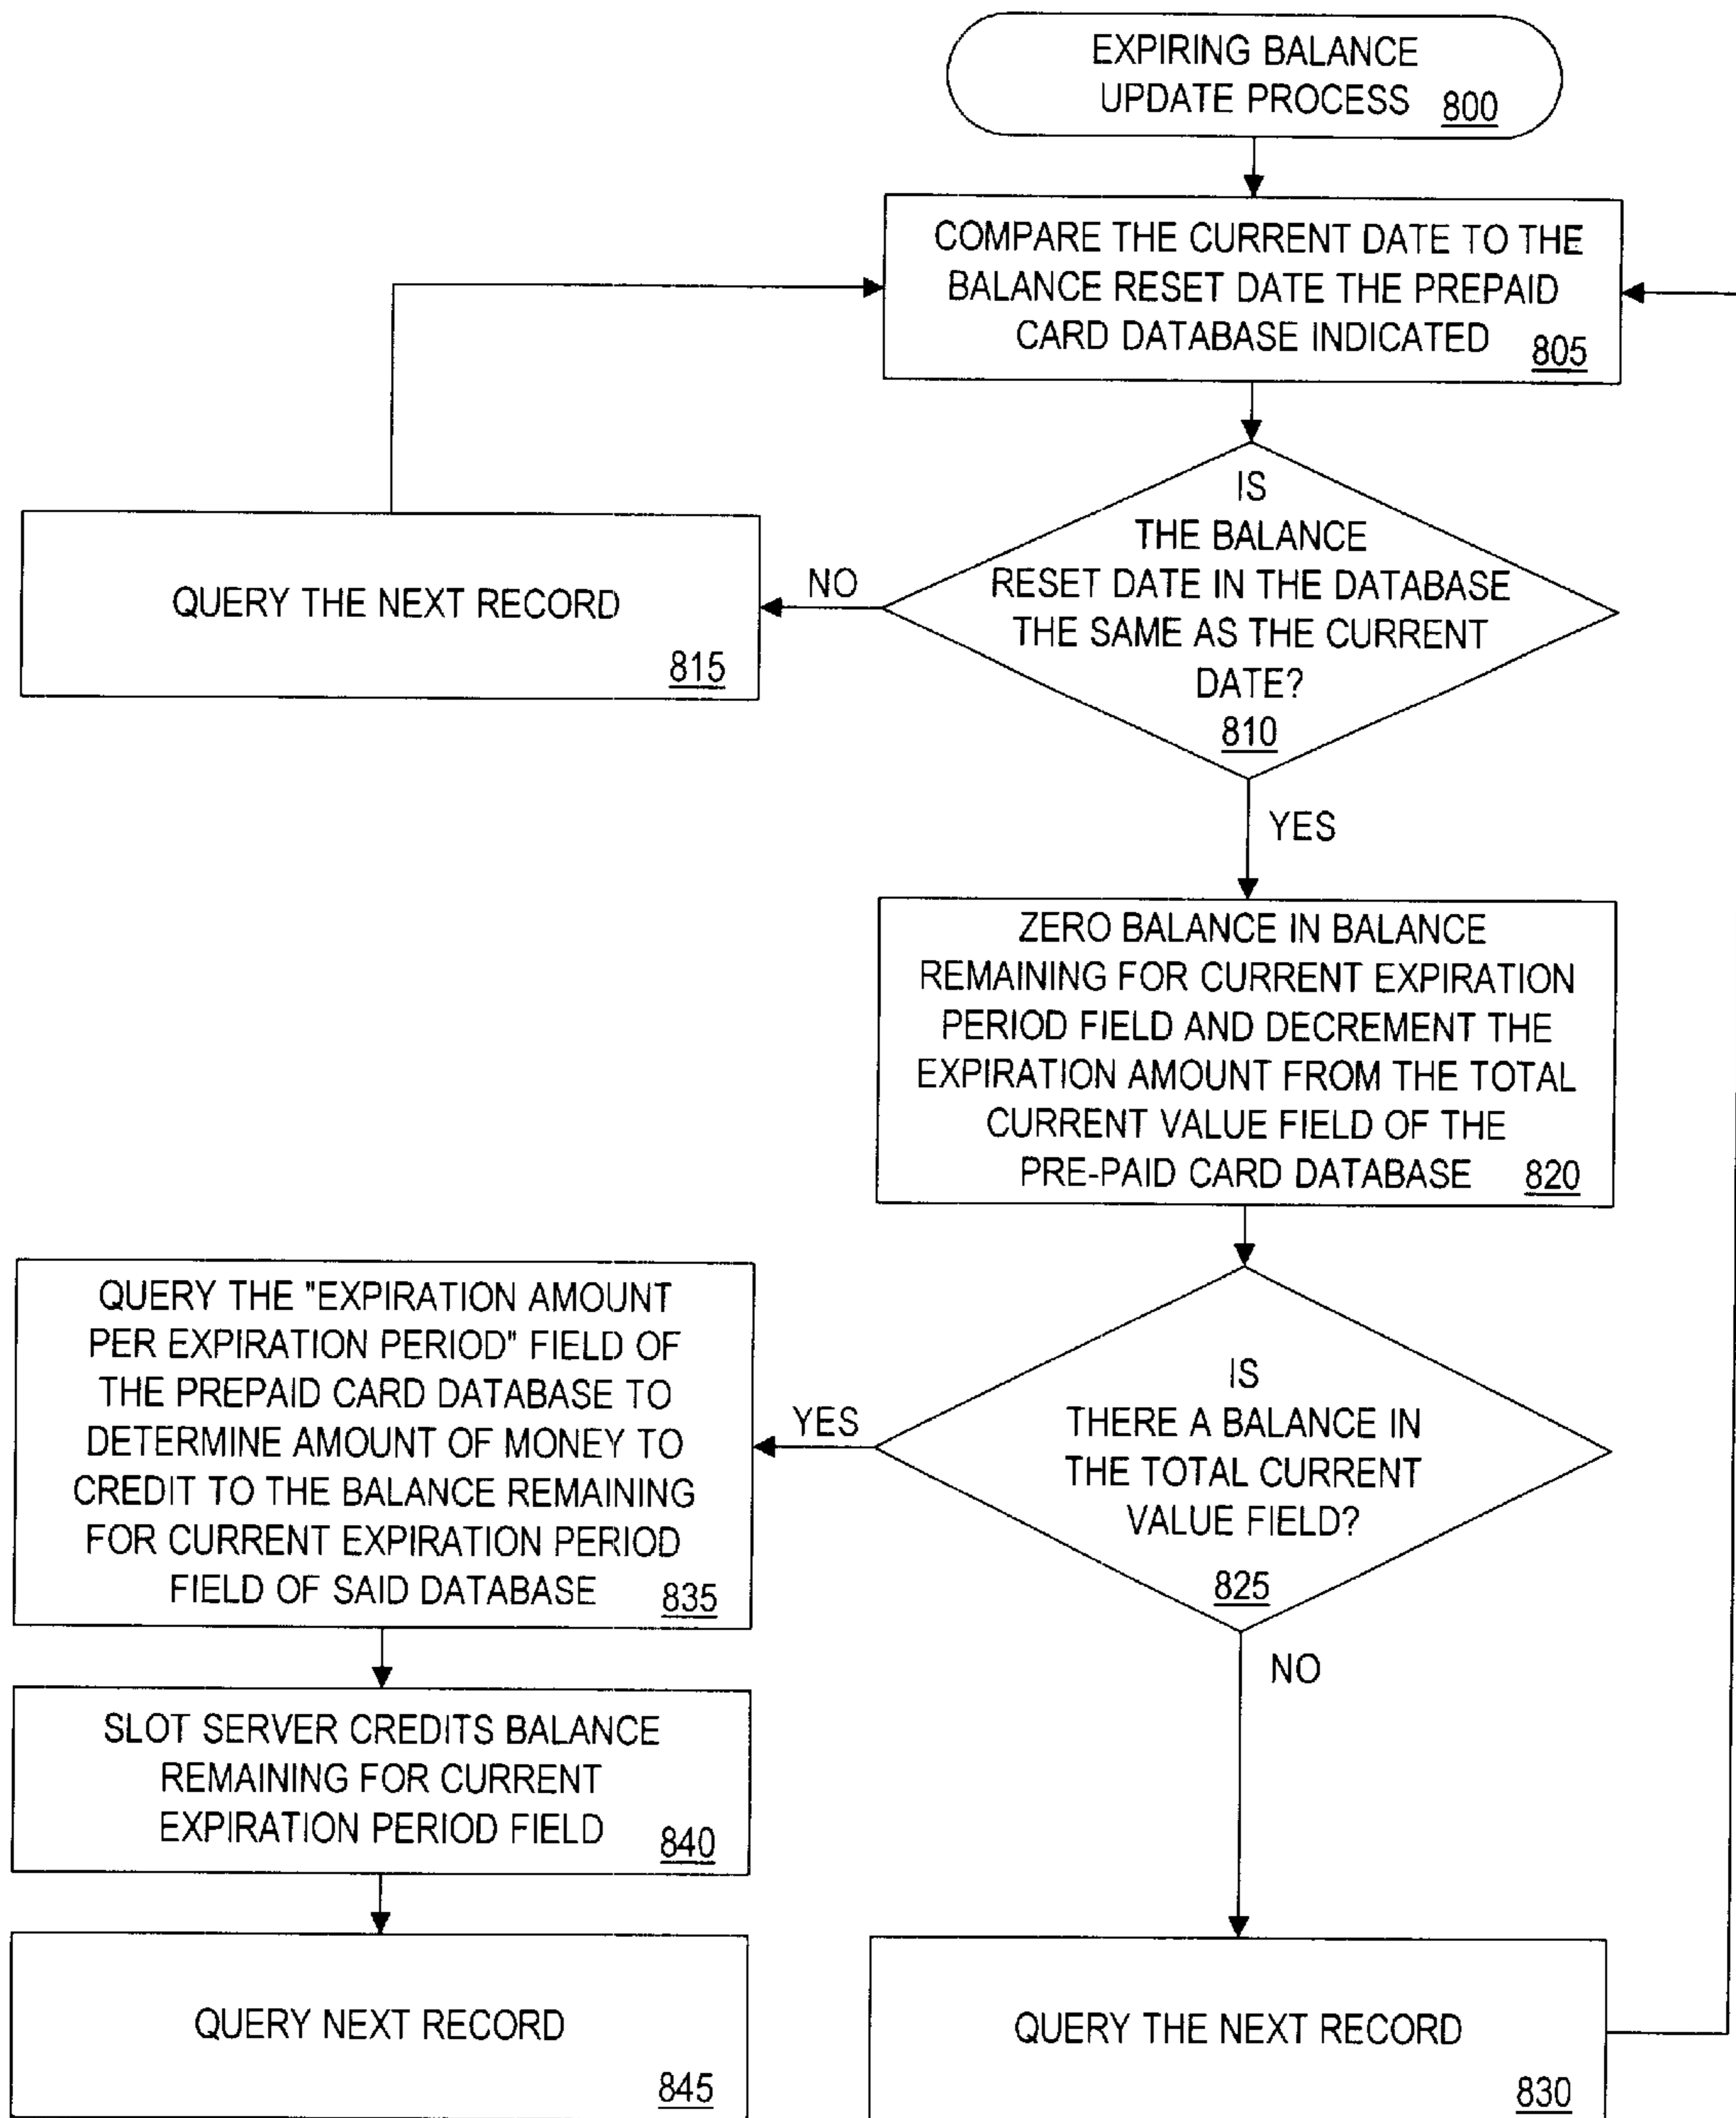 EXPIRING BALANCE
UPDATE PROCESS 800
COMPARE THE CURRENT DATE TO THE
BALANCE RESET DATE THE PREPAID
CARD DATABASE INDICATED 805
IS
THE BALANCE
RESET DATE IN THE DATABASE
THE SAME AS THE CURRENT
DATE?
810
NO
QUERY THE NEXT RECORD
815
YES
ZERO BALANCE IN BALANCE
REMAINING FOR CURRENT EXPIRATION
PERIOD FIELD AND DECREMENT THE
EXPIRATION AMOUNT FROM THE TOTAL
CURRENT VALUE FIELD OF THE
PRE-PAID CARD DATABASE 820
IS
THERE A BALANCE IN
THE TOTAL CURRENT
VALUE FIELD?
825
YES
QUERY THE "EXPIRATION AMOUNT
PER EXPIRATION PERIOD" FIELD OF
THE PREPAID CARD DATABASE TO
DETERMINE AMOUNT OF MONEY TO
CREDIT TO THE BALANCE REMAINING
FOR CURRENT EXPIRATION PERIOD
FIELD OF SAID DATABASE 835
SLOT SERVER CREDITS BALANCE
REMAINING FOR CURRENT
EXPIRATION PERIOD FIELD 840
QUERY NEXT RECORD
845
NO
QUERY THE NEXT RECORD
830